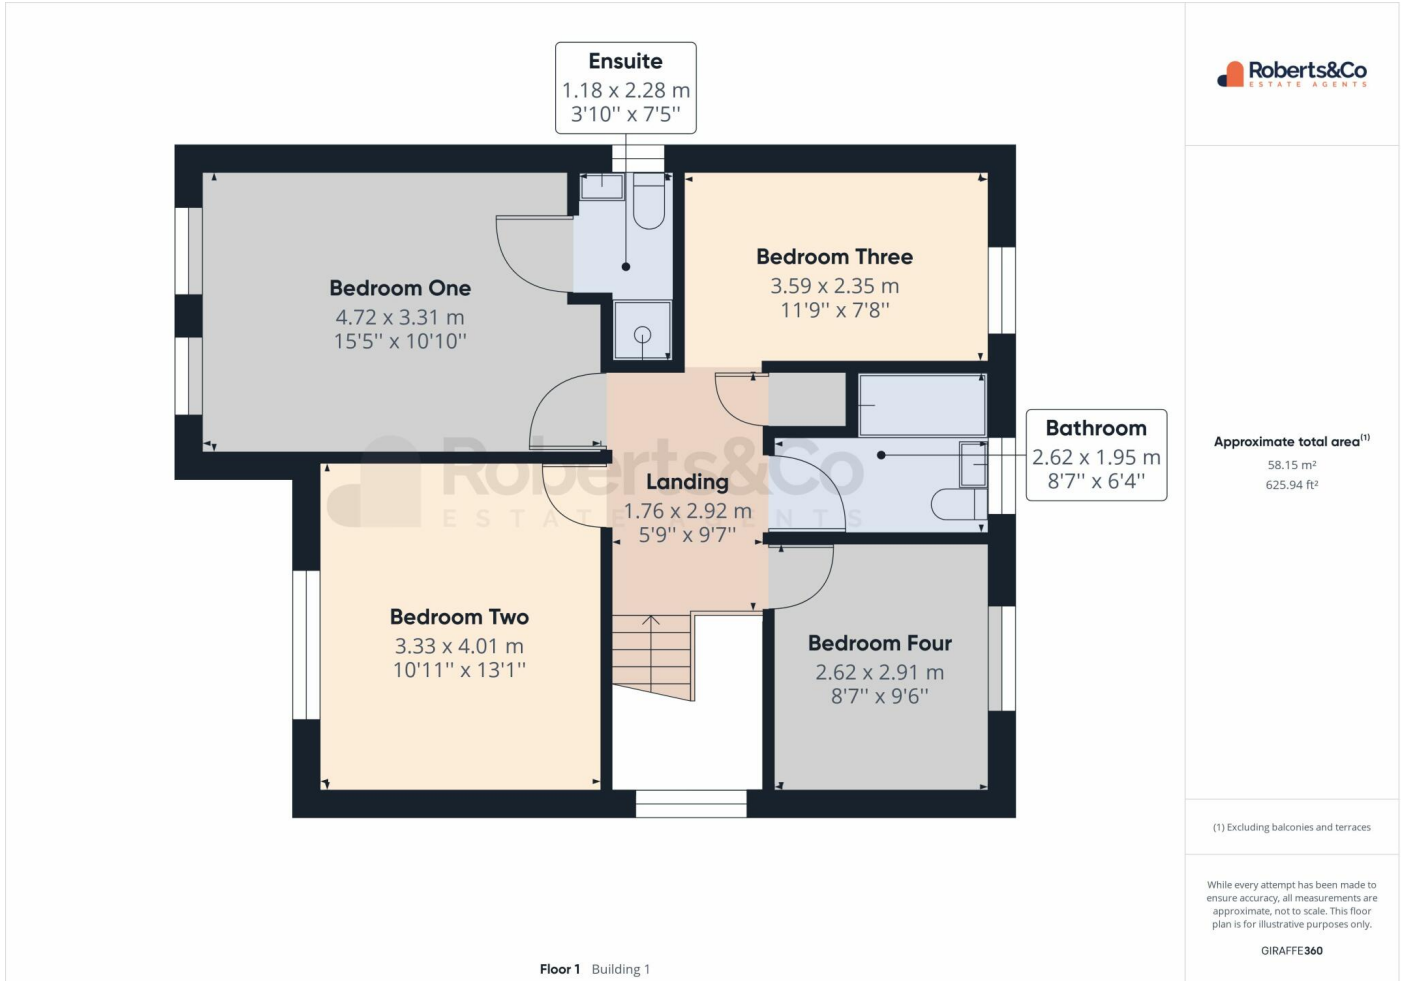 Ensuite
1.18 x 2.28 m
3'10'' x 7'5''
Roberts&Co
ESTATE AGENTS
Bedroom One
4.72 x 3.31 m
15'5'' x 10'10''
Bedroom Three
3.59 x 2.35 m
11'9'' x 7'8''
Bathroom
2.62 x 1.95 m
8'7'' x 6'4''
Roberts&Co
ESTATE AGENTS
Landing
1.76 x 2.92 m
5'9'' x 9'7''
Bedroom Two
3.33 x 4.01 m
10'11'' x 13'1''
Bedroom Four
2.62 x 2.91 m
8'7'' x 9'6''
Approximate total area(1)
58.15 m²
625.94 ft²
(1) Excluding balconies and terraces
While every attempt has been made to
ensure accuracy, all measurements are
approximate, not to scale. This floor
plan is for illustrative purposes only.
GIRAFFE360
Floor 1 Building 1